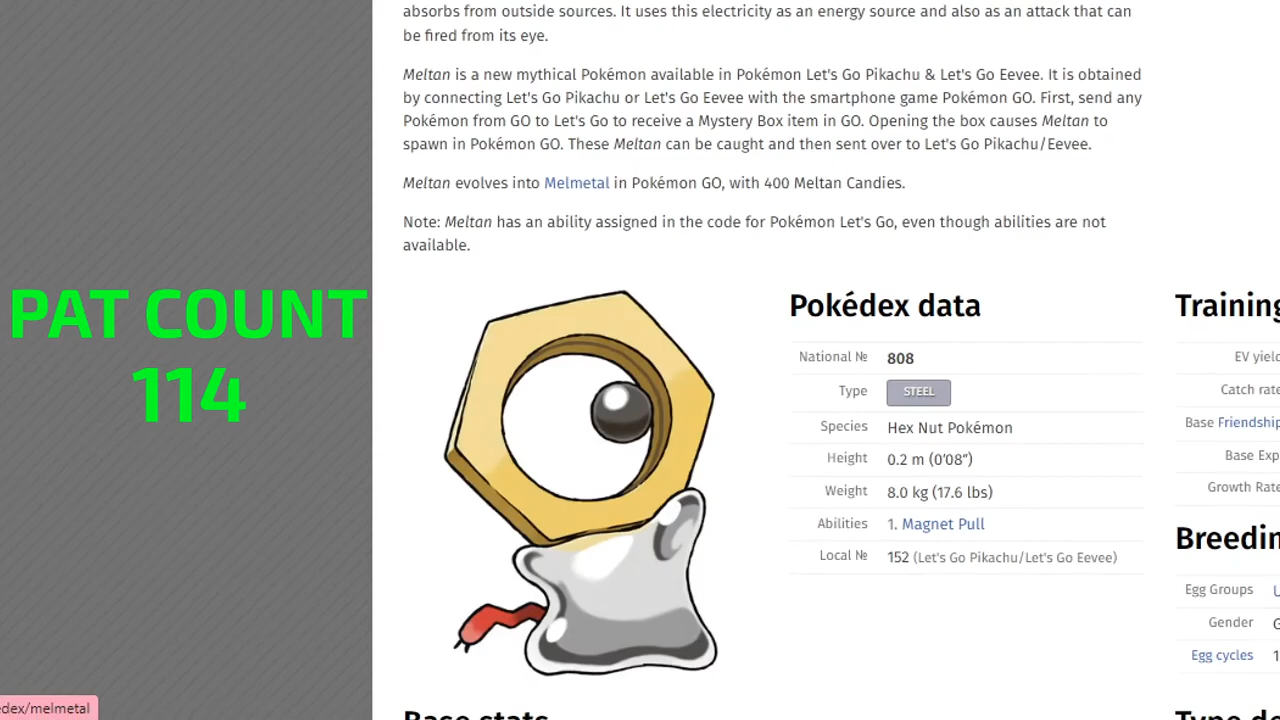 absorbs from outside sources. It uses this electricity as an energy source and also as an attack that can
be fired from its eye.
Meltan is a new mythical Pokémon available in Pokémon Let's Go Pikachu & Let's Go Eevee. It is obtained
by connecting Let's Go Pikachu or Let's Go Eevee with the smartphone game Pokémon GO. First, send any
Pokémon from GO to Let's Go to receive a Mystery Box item in GO. Opening the box causes Meltan to
spawn in Pokémon GO. These Meltan can be caught and then sent over to Let's Go Pikachu/Eevee.
Meltan evolves into Melmetal in Pokémon GO, with 400 Meltan Candies.
Note: Meltan has an ability assigned in the code for Pokémon Let's Go, even though abilities are not
available.
PAT COUNT
114
Pokédex data
National № 808
Type STEEL
Species Hex Nut Pokémon
Height 0.2 m (0′08″)
Weight 8.0 kg (17.6 lbs)
Abilities 1. Magnet Pull
Local № 152 (Let's Go Pikachu/Let's Go Eevee)
Training
EV yield
Catch rate
Base Friendship
Base Exp
Growth Rate
Breedin
Egg Groups
Gender
Egg cycles 1
Base stats
Type de
edex/melmetal